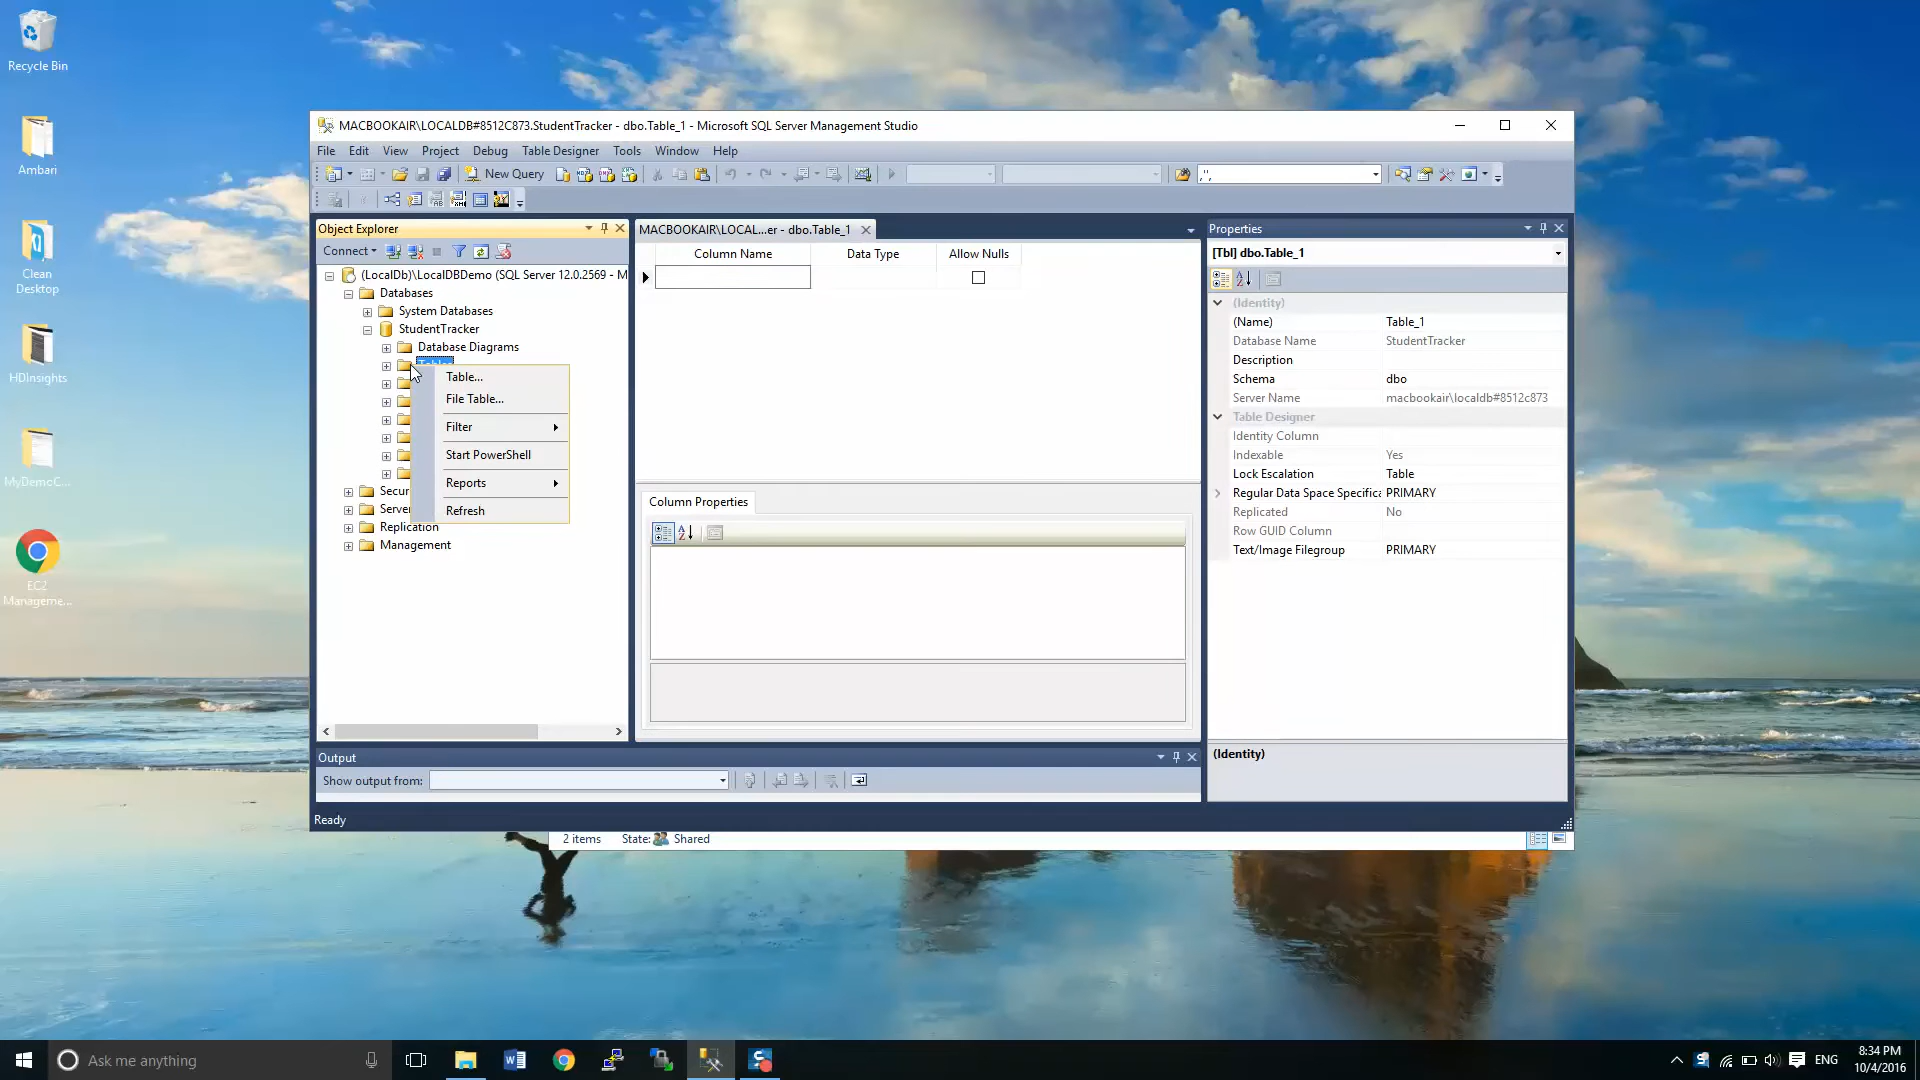 Recycle Bin
Ambari
Clean
Desktop
HDInsights
MyDemoC...
EC2
Manageme...
MACBOOKAIR\LOCALDB#8512C873.StudentTracker - dbo.Table_1 - Microsoft SQL Server Management Studio
File Edit View Project Debug Table Designer Tools Window Help
New Query
,",
Object Explorer
Connect
(LocalDb)\LocalDBDemo (SQL Server 12.0.2569 - M
Databases
System Databases
StudentTracker
Database Diagrams
Table...
File Table...
Filter
Start PowerShell
Reports
Refresh
Secur
Server
Replication
Management
MACBOOKAIR\LOCAL...er - dbo.Table_1
Column Name Data Type Allow Nulls
Column Properties
Properties
[Tbl] dbo.Table_1
(Identity)
(Name) Table_1
Database Name StudentTracker
Description
Schema dbo
Server Name macbookair\localdb#8512c873
Table Designer
Identity Column
Indexable Yes
Lock Escalation Table
Regular Data Space Specifica PRIMARY
Replicated No
Row GUID Column
Text/Image Filegroup PRIMARY
(Identity)
Output
Show output from:
Ready
2 items State: Shared
Ask me anything
ENG
8:34 PM
10/4/2016